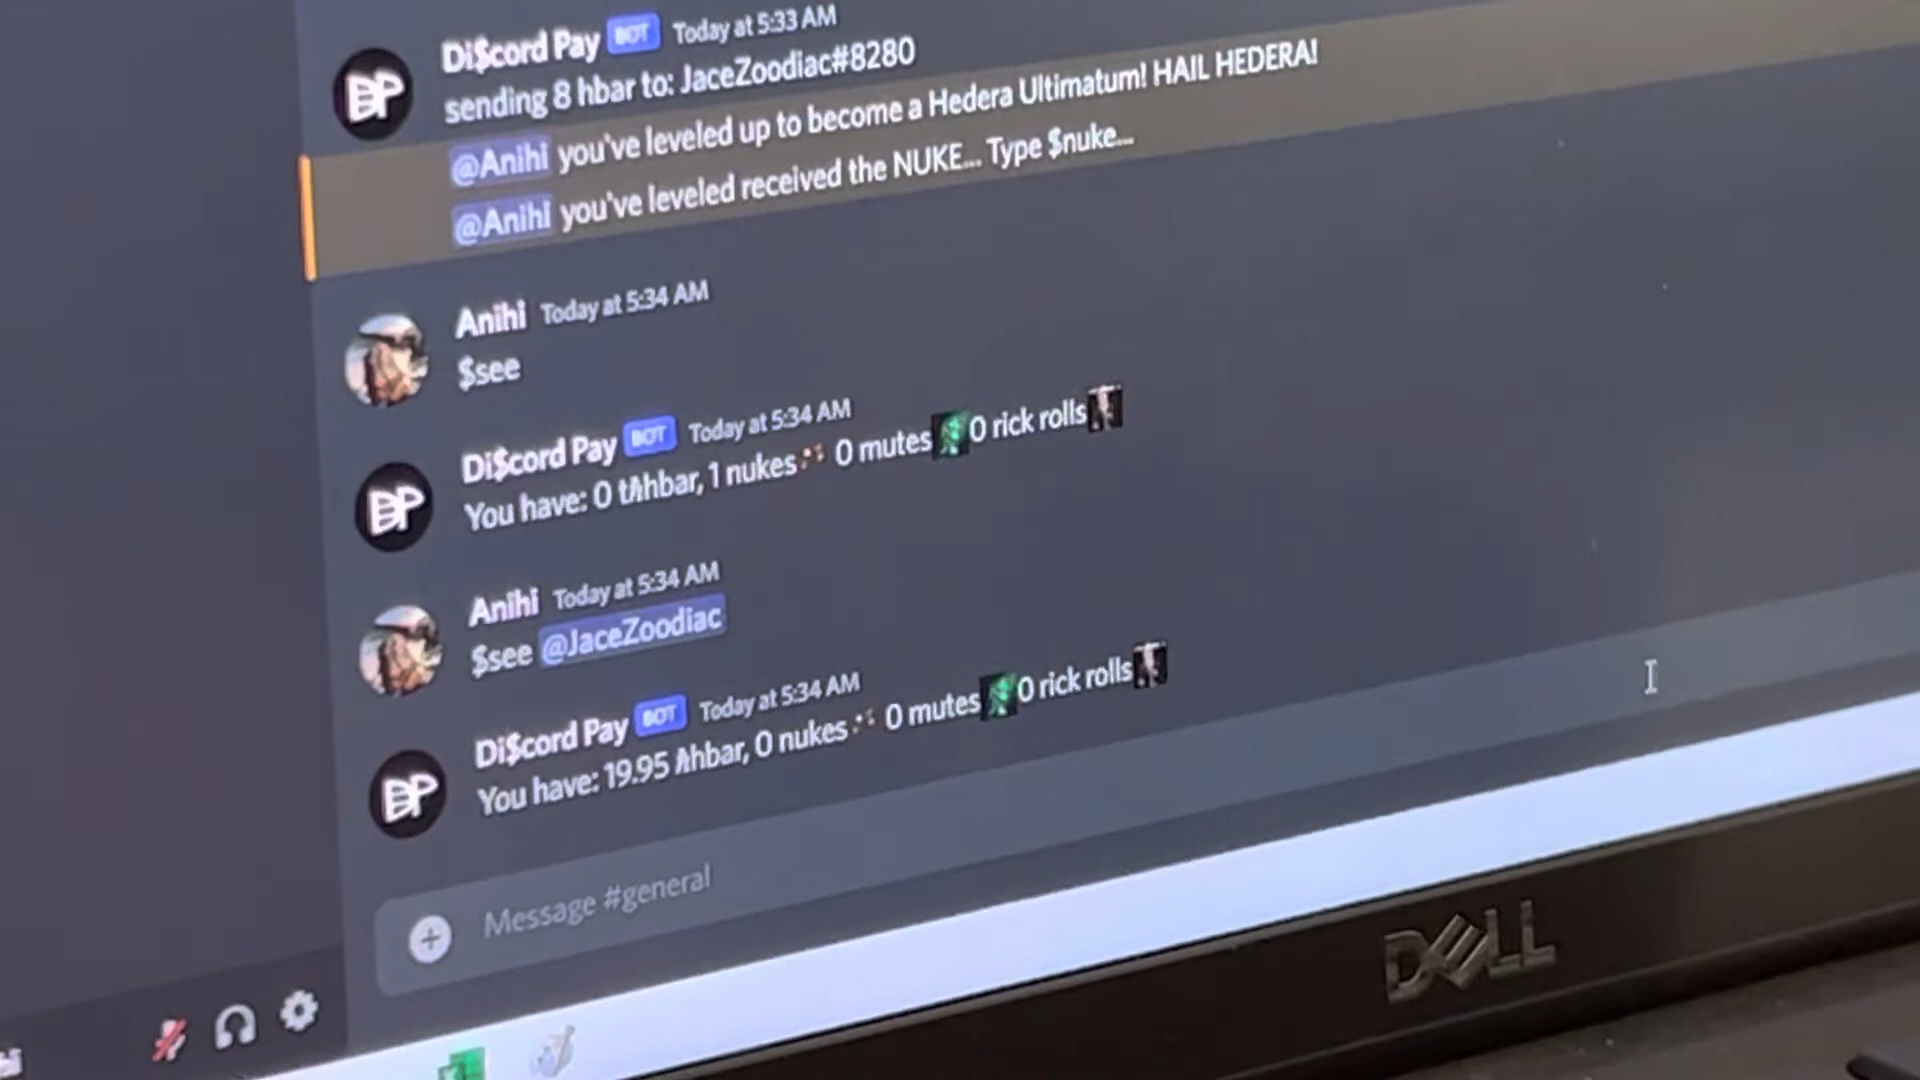 Di$cord Pay BOT Today at 5:33 AM
sending 8 hbar to: JaceZoodiac#8280
@Anihi you've leveled up to become a Hedera Ultimatum! HAIL HEDERA!
@Anihi you've leveled received the NUKE... Type $nuke...
Anihi Today at 5:34 AM
$see
Di$cord Pay BOT Today at 5:34 AM
You have: 0 tℏhbar, 1 nukes 0 mutes 0 rick rolls
Anihi Today at 5:34 AM
$see @JaceZoodiac
Di$cord Pay BOT Today at 5:34 AM
You have: 19.95 ℏhbar, 0 nukes 0 mutes 0 rick rolls
Message #general
DELL